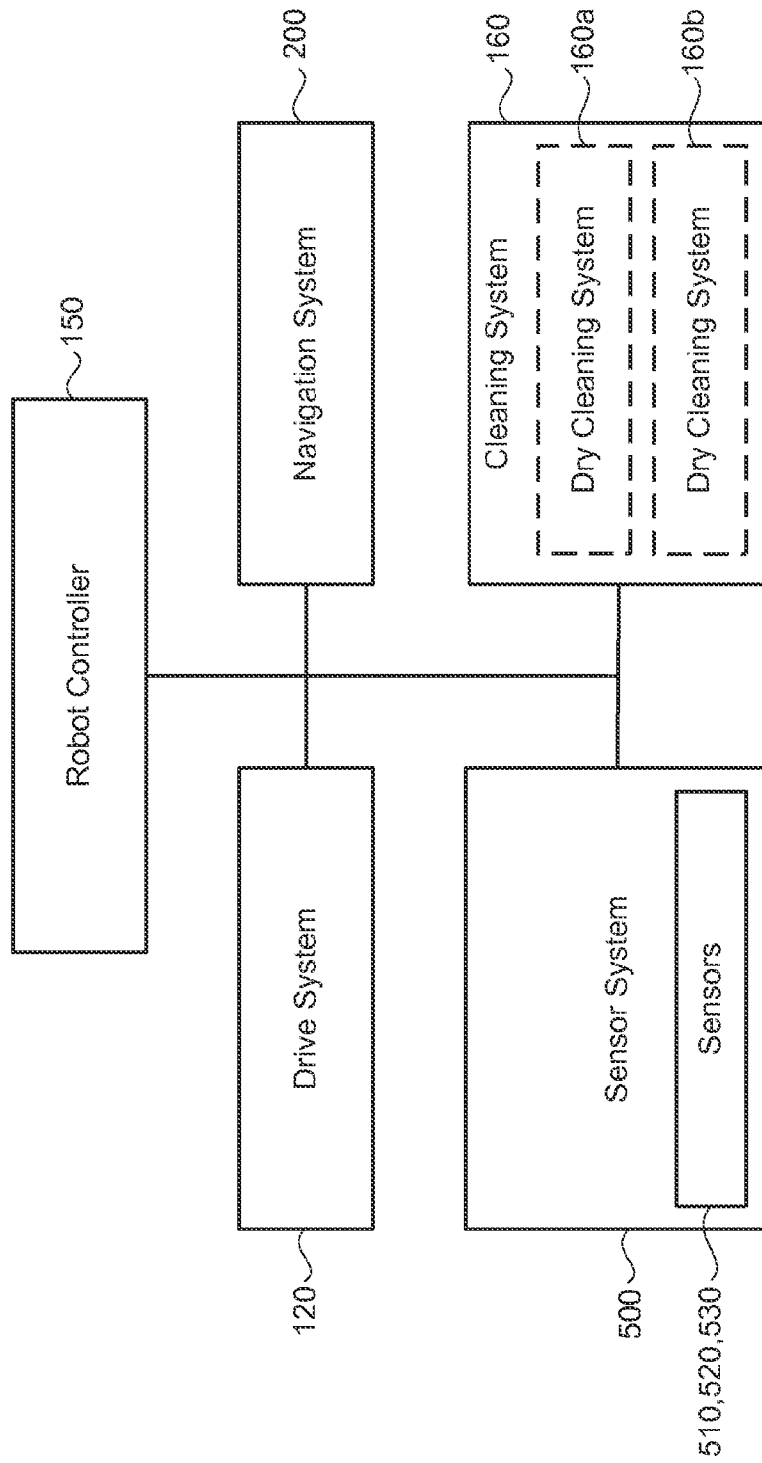 Robot Controller
150
Drive System
120
Navigation System
200
Sensor System
500
Sensors
510,520,530
Cleaning System
160
Dry Cleaning System
160a
Dry Cleaning System
160b